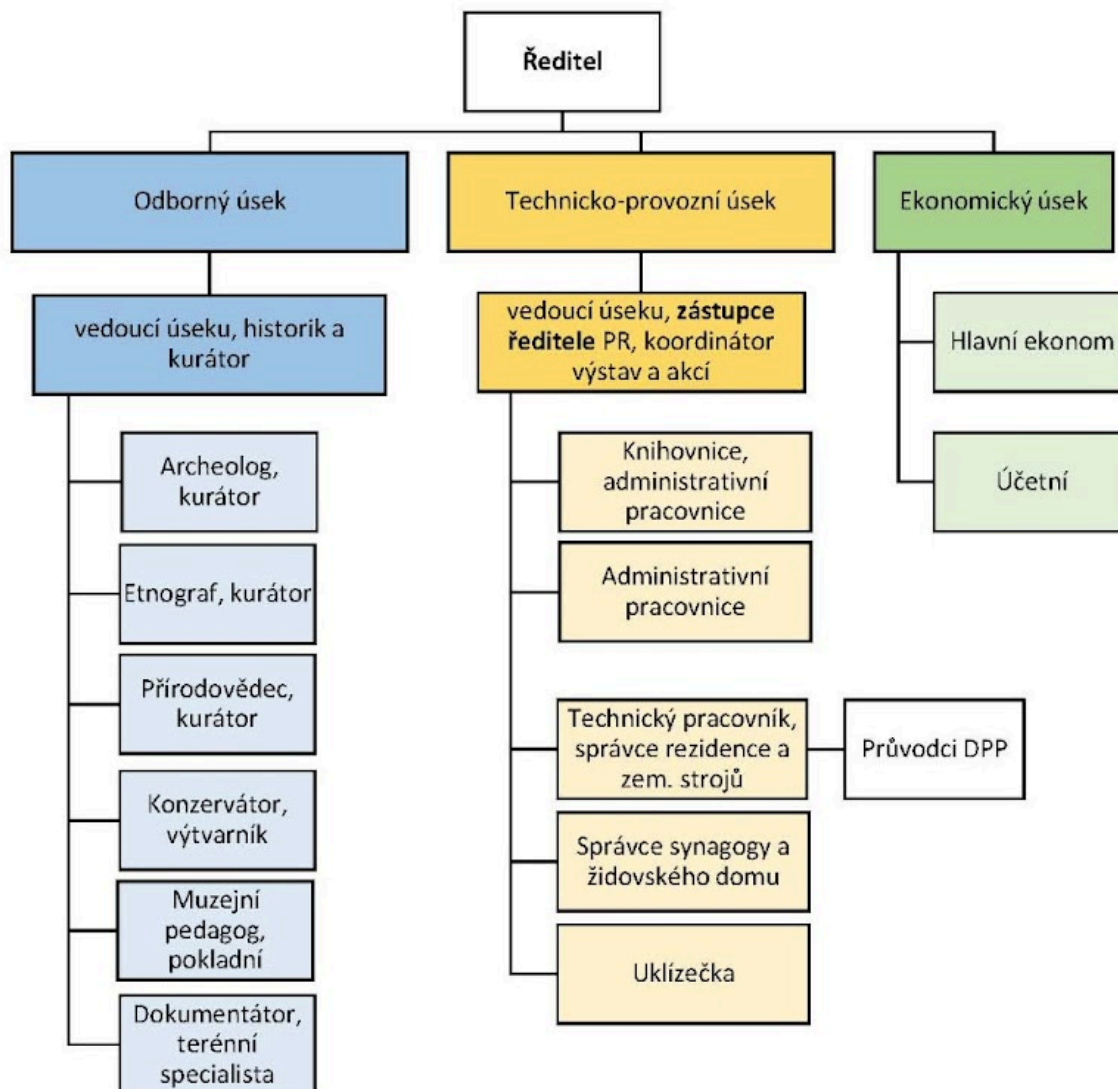 Ředitel
Odborný úsek
Technicko-provozní úsek
Ekonomický úsek
vedoucí úseku, historik a
kurátor
vedoucí úseku, zástupce
ředitele PR, koordinátor
výstav a akcí
Hlavní ekonom
Účetní
Archeolog,
kurátor
Etnograf, kurátor
Přírodovědec,
kurátor
Konzervátor,
výtvarník
Muzejní
pedagog,
pokladní
Dokumentátor,
terénní
specialista
Knihovnice,
administrativní
pracovnice
Administrativní
pracovnice
Technický pracovník,
správce rezidence a
zem. strojů
Průvodci DPP
Správce synagogy a
židovského domu
Uklízečka